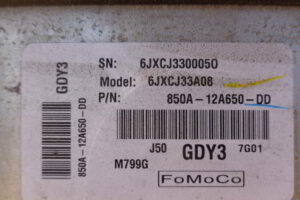 SN: 6JXCJ3300050
Model: 6JXCJ33A08
P/N: 850A-12A650-DD
J50 GDY3 7G01
M799G
FoMoCo
GDY3
850A-12A650-DD